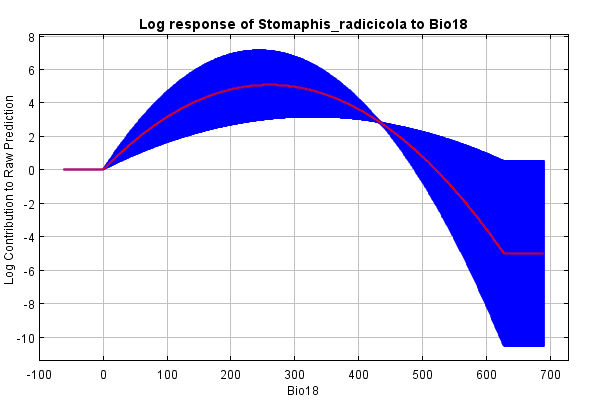 Log response of Stomaphis_radicicola to Bio18
Log Contribution to Raw Prediction
8
6
4
2
0
-2
-4
-6
-8
-10
-100 0 100 200 300 400 500 600 700
Bio18